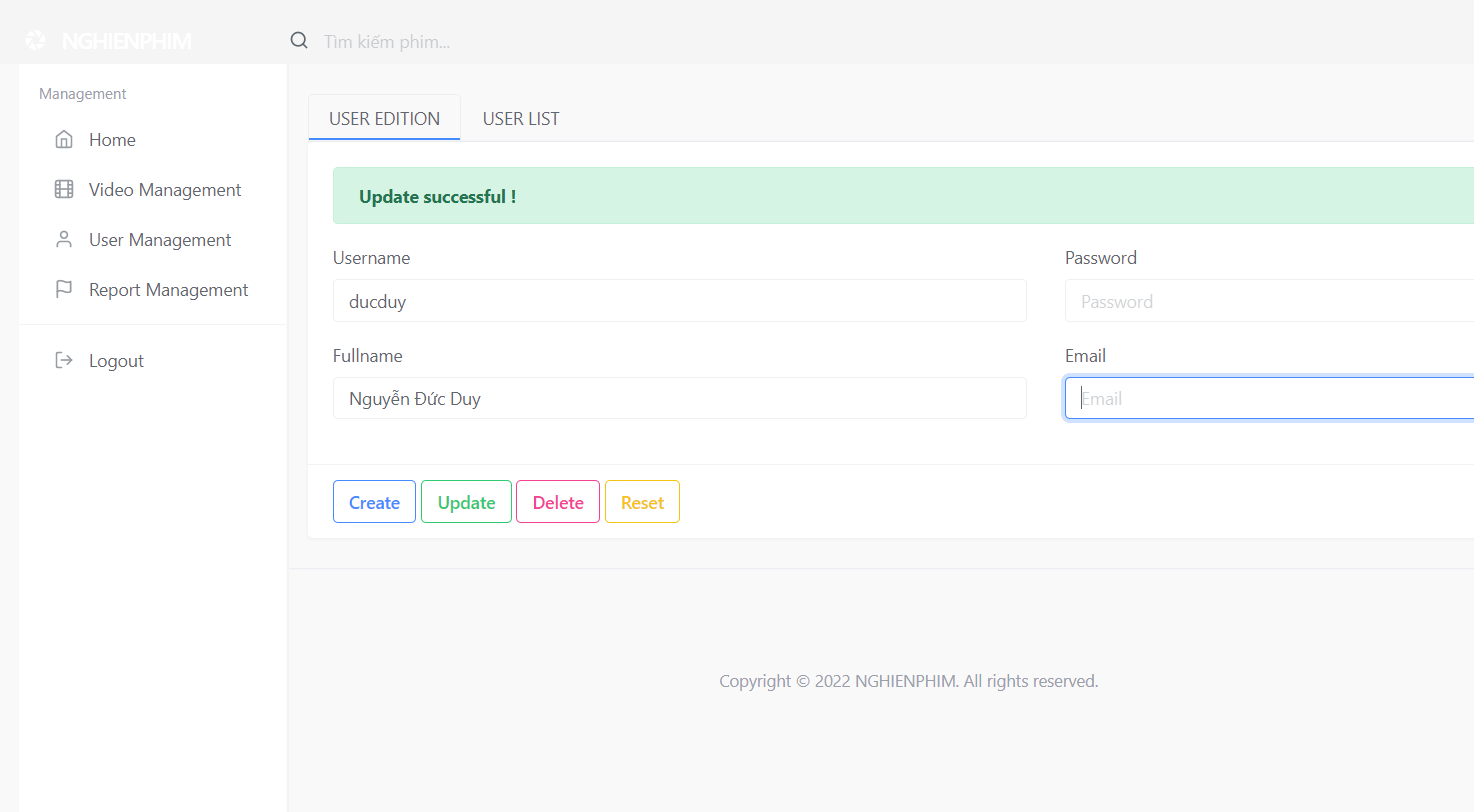 NGHIENPHIM
Tìm kiếm phim...
Management
Home
Video Management
User Management
Report Management
Logout
USER EDITION
USER LIST
Update successful !
Username
Password
ducduy
Password
Fullname
Email
Nguyễn Đức Duy
Email
Create
Update
Delete
Reset
Copyright © 2022 NGHIENPHIM. All rights reserved.